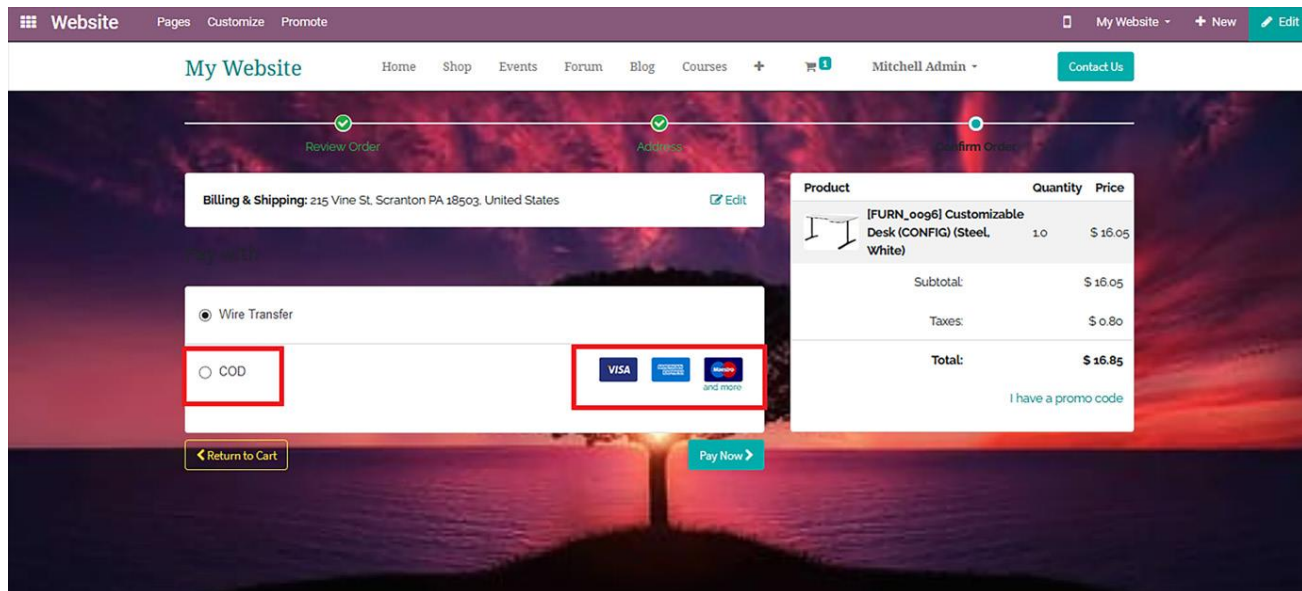 Website Pages Customize Promote My Website + New Edit
My Website Home Shop Events Forum Blog Courses + 1 Mitchell Admin Contact Us
Review Order Address Confirm Order
Billing & Shipping: 215 Vine St, Scranton PA 18503, United States Edit
Pay with
Wire Transfer
COD VISA Maestro
and more
Return to Cart Pay Now
Product Quantity Price
[FURN_0096] Customizable
Desk (CONFIG) (Steel, 1.0 $ 16.05
White)
Subtotal: $ 16.05
Taxes: $ 0.80
Total: $ 16.85
I have a promo code